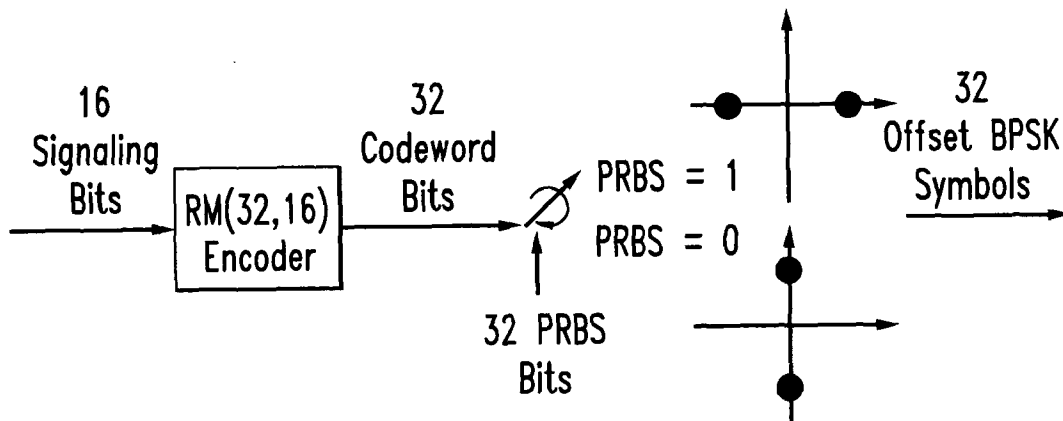 16
Signaling
Bits
RM(32,16)
Encoder
32
Codeword
Bits
PRBS = 1
PRBS = 0
32 PRBS
Bits
32
Offset BPSK
Symbols